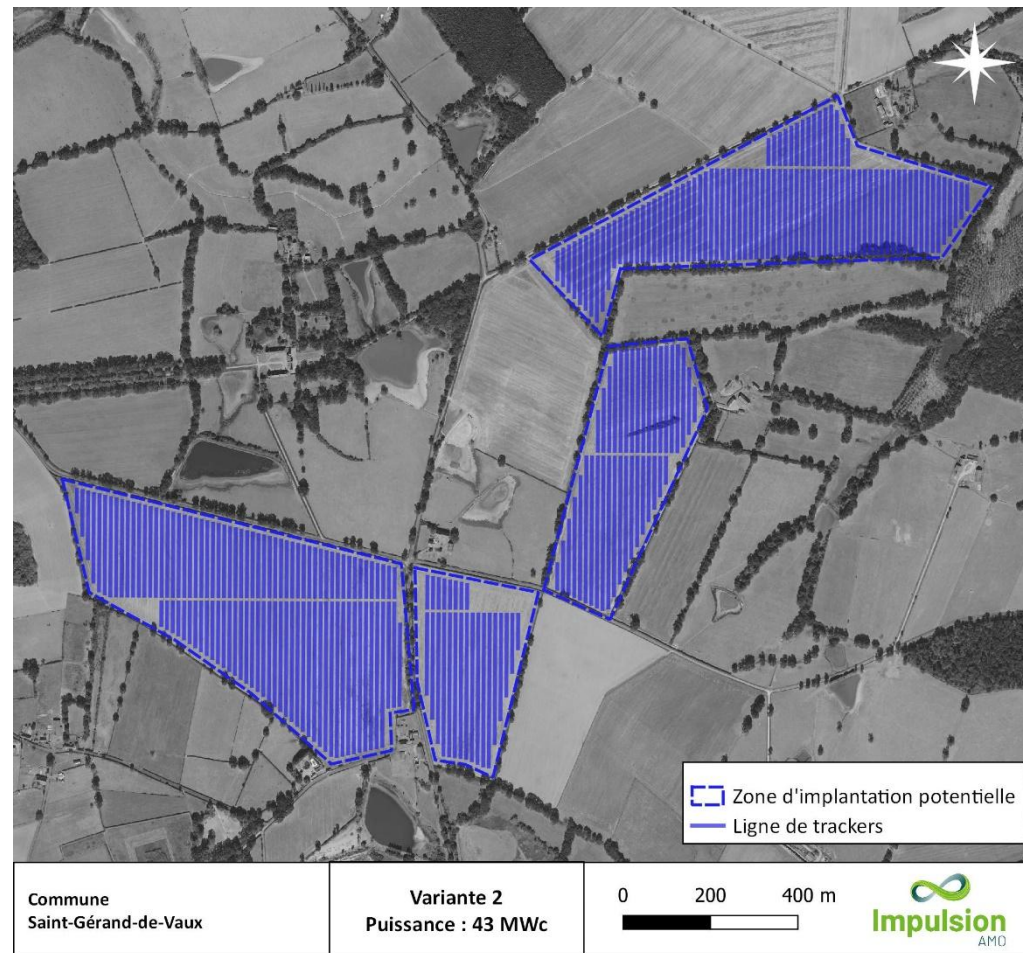 Zone d'implantation potentielle
Ligne de trackers
Commune
Saint-Gérand-de-Vaux
Variante 2
Puissance : 43 MWc
0 200 400 m
Impulsion
AMO